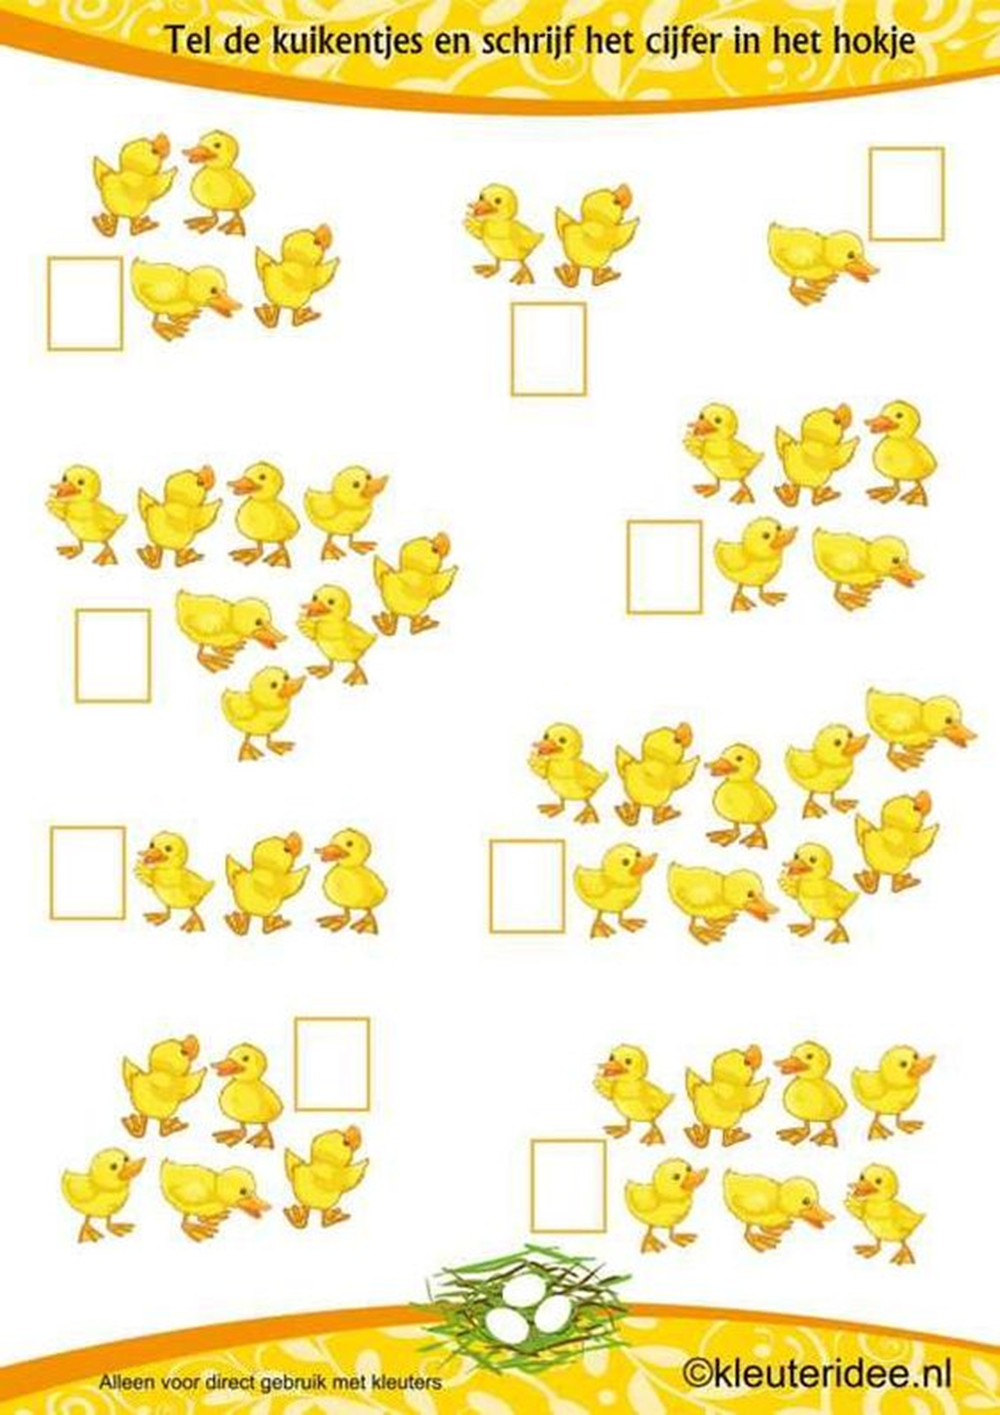 Tel de kuikentjes en schrijf het cijfer in het hokje
Alleen voor direct gebruik met kleuters
©kleuteridee.nl